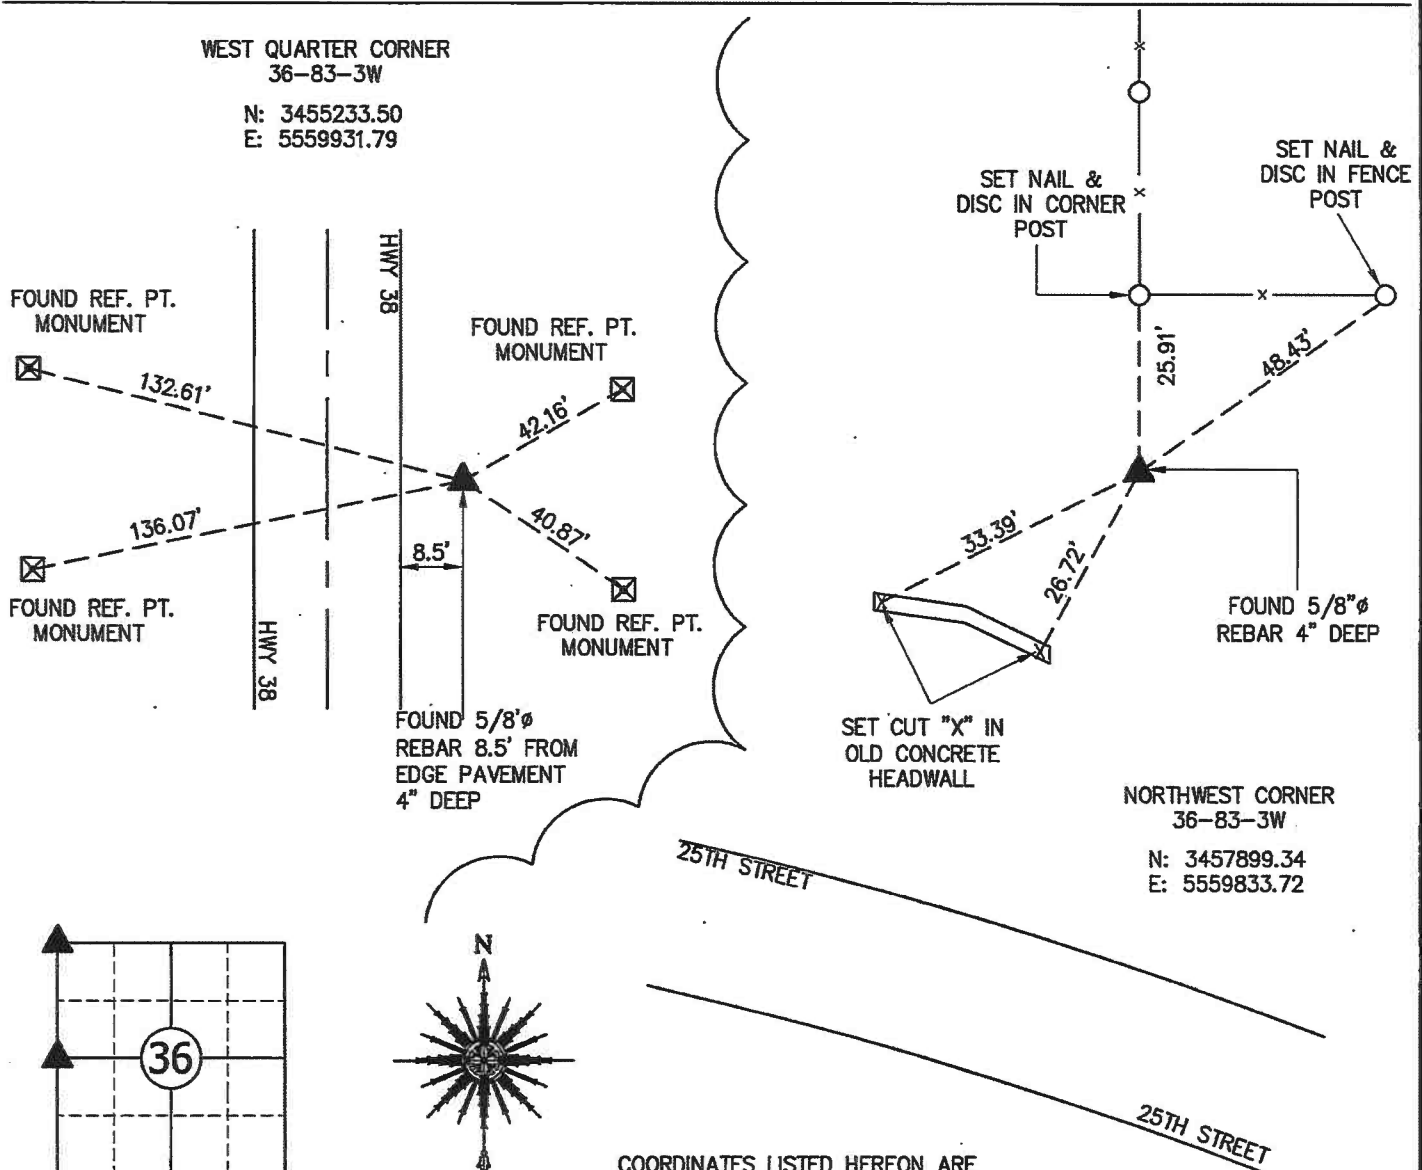 WEST QUARTER CORNER
36-83-3W
N: 3455233.50
E: 5559931.79
HWY 38
FOUND REF. PT.
MONUMENT
132.61'
FOUND REF. PT.
MONUMENT
42.16'
136.07'
40.87'
8.5'
FOUND REF. PT.
MONUMENT
FOUND REF. PT.
MONUMENT
HWY 38
FOUND 5/8'ø
REBAR 8.5' FROM
EDGE PAVEMENT
4" DEEP
SET NAIL &
DISC IN CORNER
POST
SET NAIL &
DISC IN FENCE
POST
25.91'
48.43'
33.39'
26.72'
FOUND 5/8"ø
REBAR 4" DEEP
SET CUT "X" IN
OLD CONCRETE
HEADWALL
NORTHWEST CORNER
36-83-3W
N: 3457899.34
E: 5559833.72
25TH STREET
25TH STREET
36
N
COORDINATES LISTED HEREON ARE